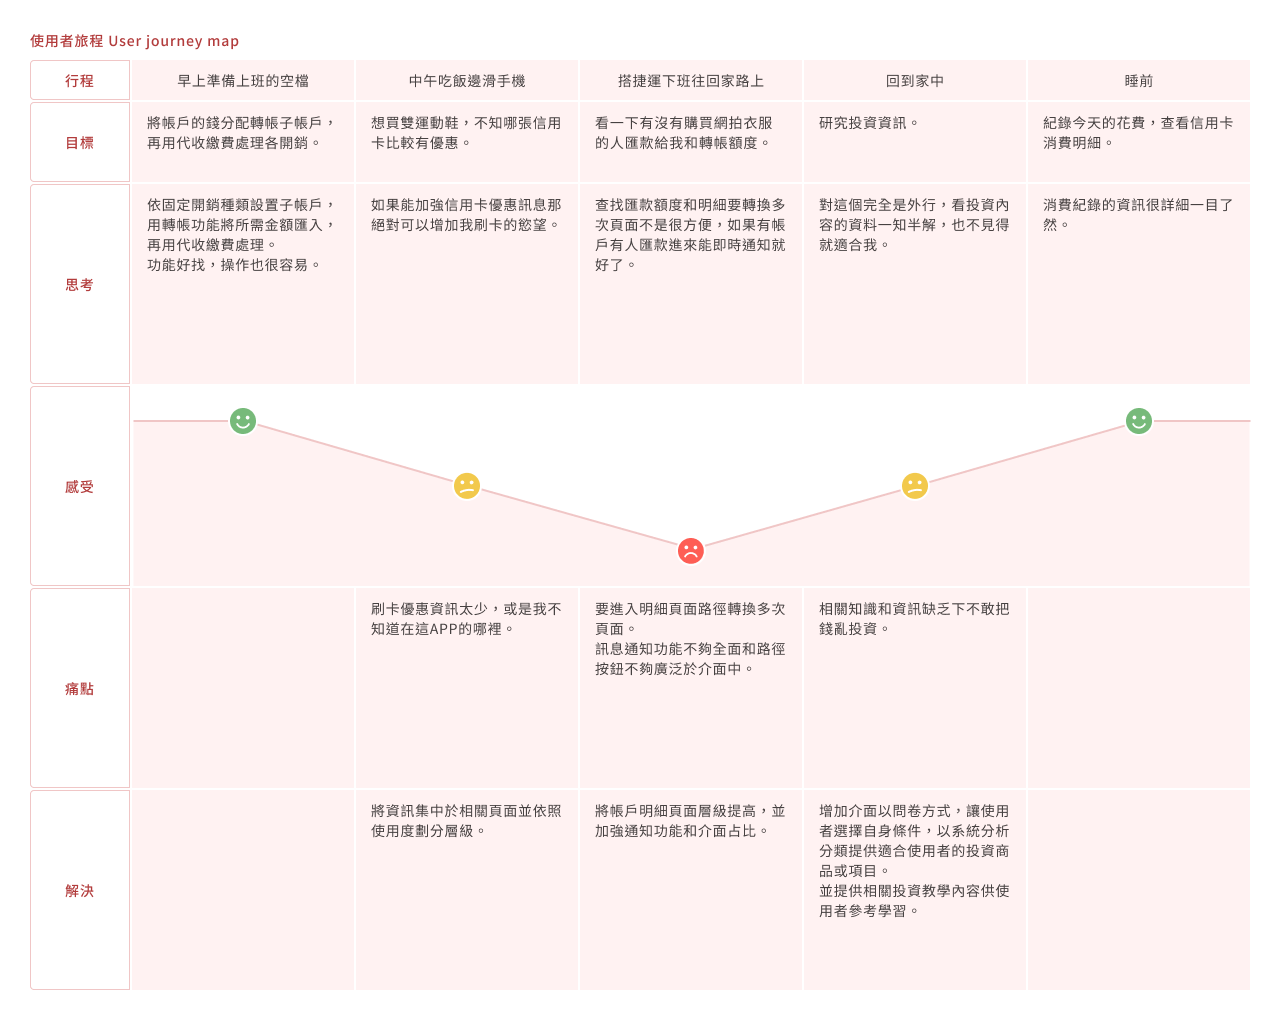 使用者旅程 User journey map
行程
早上準備上班的空檔
中午吃飯邊滑手機
搭捷運下班往回家路上
回到家中
睡前
目標
將帳戶的錢分配轉帳子帳戶，
再用代收繳費處理各開銷。
想買雙運動鞋，不知哪張信用
卡比較有優惠。
看一下有沒有購買網拍衣服
的人匯款給我和轉帳額度。
研究投資資訊。
紀錄今天的花費，查看信用卡
消費明細。
思考
依固定開銷種類設置子帳戶，
用轉帳功能將所需金額匯入，
再用代收繳費處理。
功能好找，操作也很容易。
如果能加強信用卡優惠訊息那
絕對可以增加我刷卡的慾望。
查找匯款額度和明細要轉換多
次頁面不是很方便，如果有帳
戶有人匯款進來能即時通知就
好了。
對這個完全是外行，看投資內
容的資料一知半解，也不見得
就適合我。
消費紀錄的資訊很詳細一目了
然。
感受
痛點
刷卡優惠資訊太少，或是我不
知道在這APP的哪裡。
要進入明細頁面路徑轉換多次
頁面。
訊息通知功能不夠全面和路徑
按鈕不夠廣泛於介面中。
相關知識和資訊缺乏下不敢把
錢亂投資。
解決
將資訊集中於相關頁面並依照
使用度劃分層級。
將帳戶明細頁面層級提高，並
加強通知功能和介面占比。
增加介面以問卷方式，讓使用
者選擇自身條件，以系統分析
分類提供適合使用者的投資商
品或項目。
並提供相關投資教學內容供使
用者參考學習。